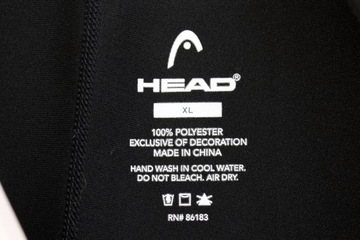 HEAD®
XL
100% POLYESTER
EXCLUSIVE OF DECORATION
MADE IN CHINA
HAND WASH IN COOL WATER.
DO NOT BLEACH. AIR DRY.
RN# 86183